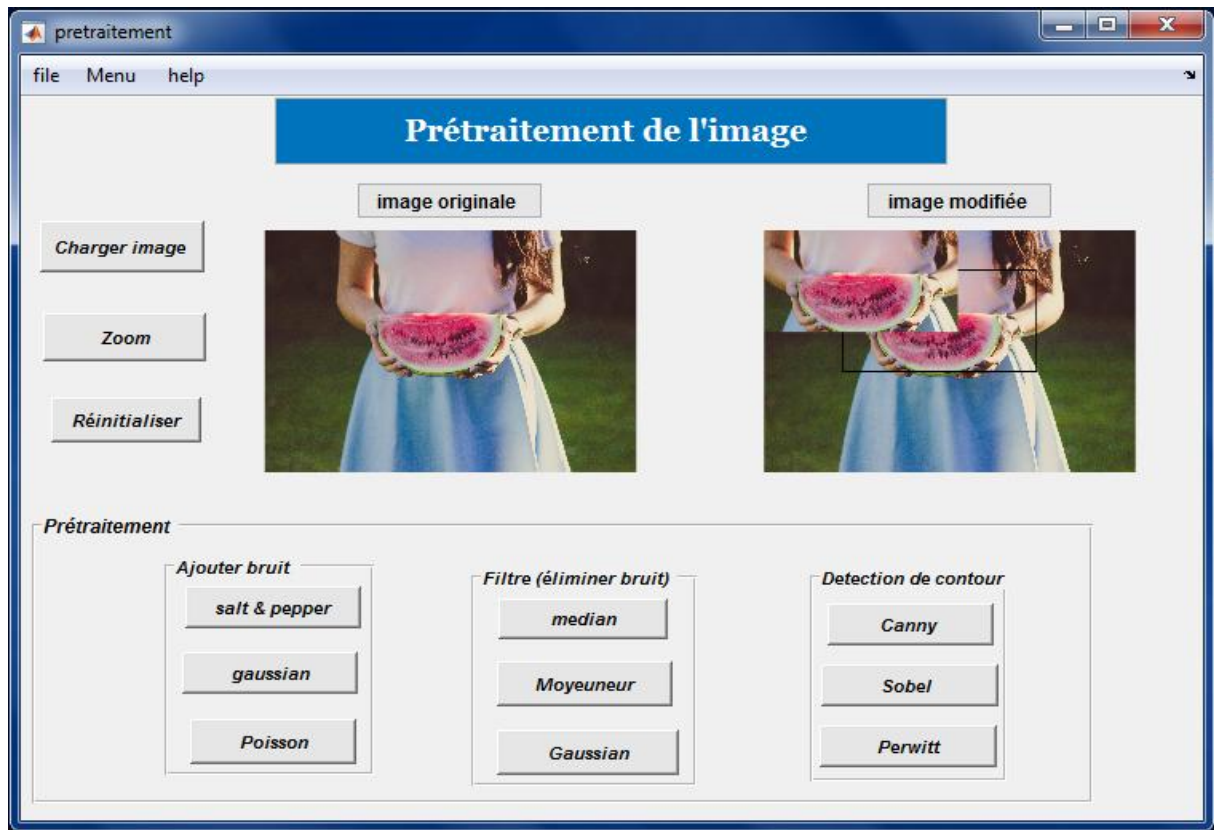 pretraitement
file Menu help
Prétraitement de l'image
image originale
image modifiée
Charger image
Zoom
Réinitialiser
Prétraitement
Ajouter bruit
salt & pepper
gaussian
Poisson
Filtre (éliminer bruit)
median
Moyeuneur
Gaussian
Detection de contour
Canny
Sobel
Perwitt